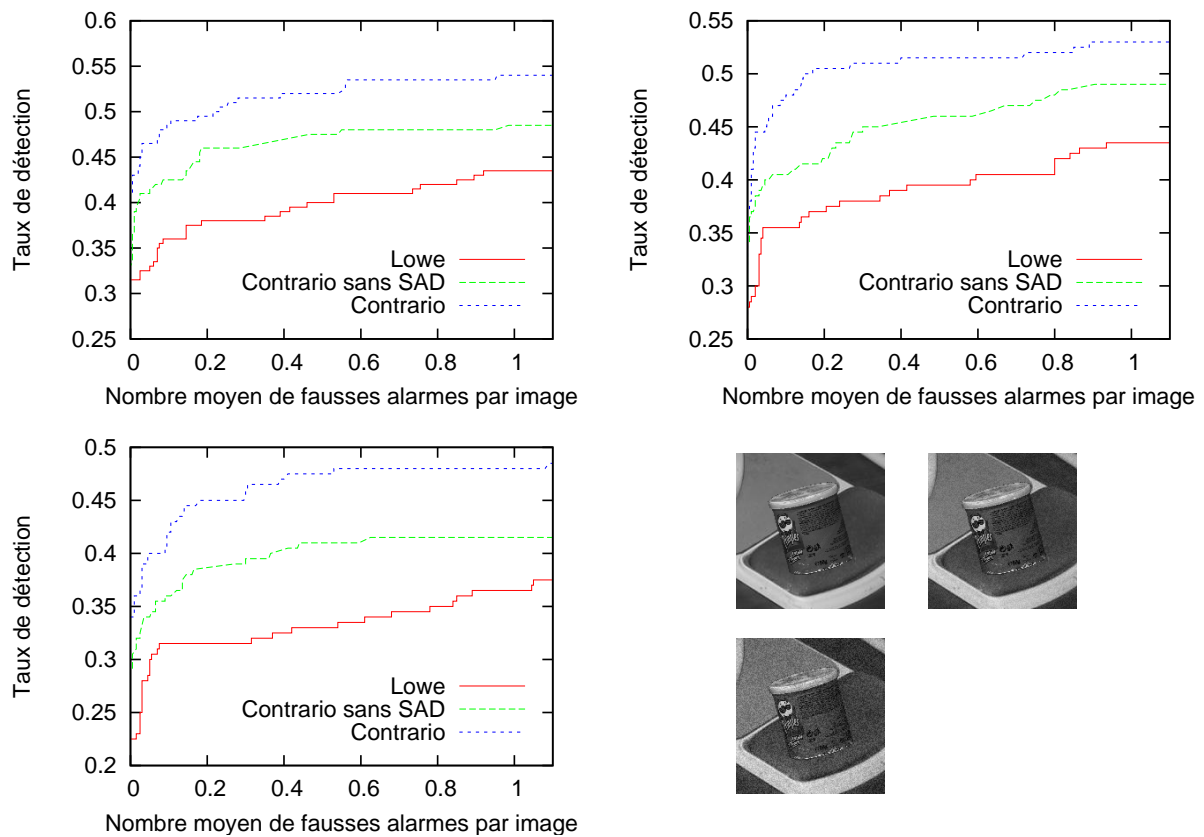 0.6
0.55
0.5
0.45
0.4
0.35
0.3
0.25
Taux de détection
Lowe
Contrario sans SAD
Contrario
0 0.2 0.4 0.6 0.8 1
Nombre moyen de fausses alarmes par image
0.55
0.5
0.45
0.4
0.35
0.3
0.25
Taux de détection
Lowe
Contrario sans SAD
Contrario
0 0.2 0.4 0.6 0.8 1
Nombre moyen de fausses alarmes par image
0.5
0.45
0.4
0.35
0.3
0.25
0.2
Taux de détection
Lowe
Contrario sans SAD
Contrario
0 0.2 0.4 0.6 0.8 1
Nombre moyen de fausses alarmes par image